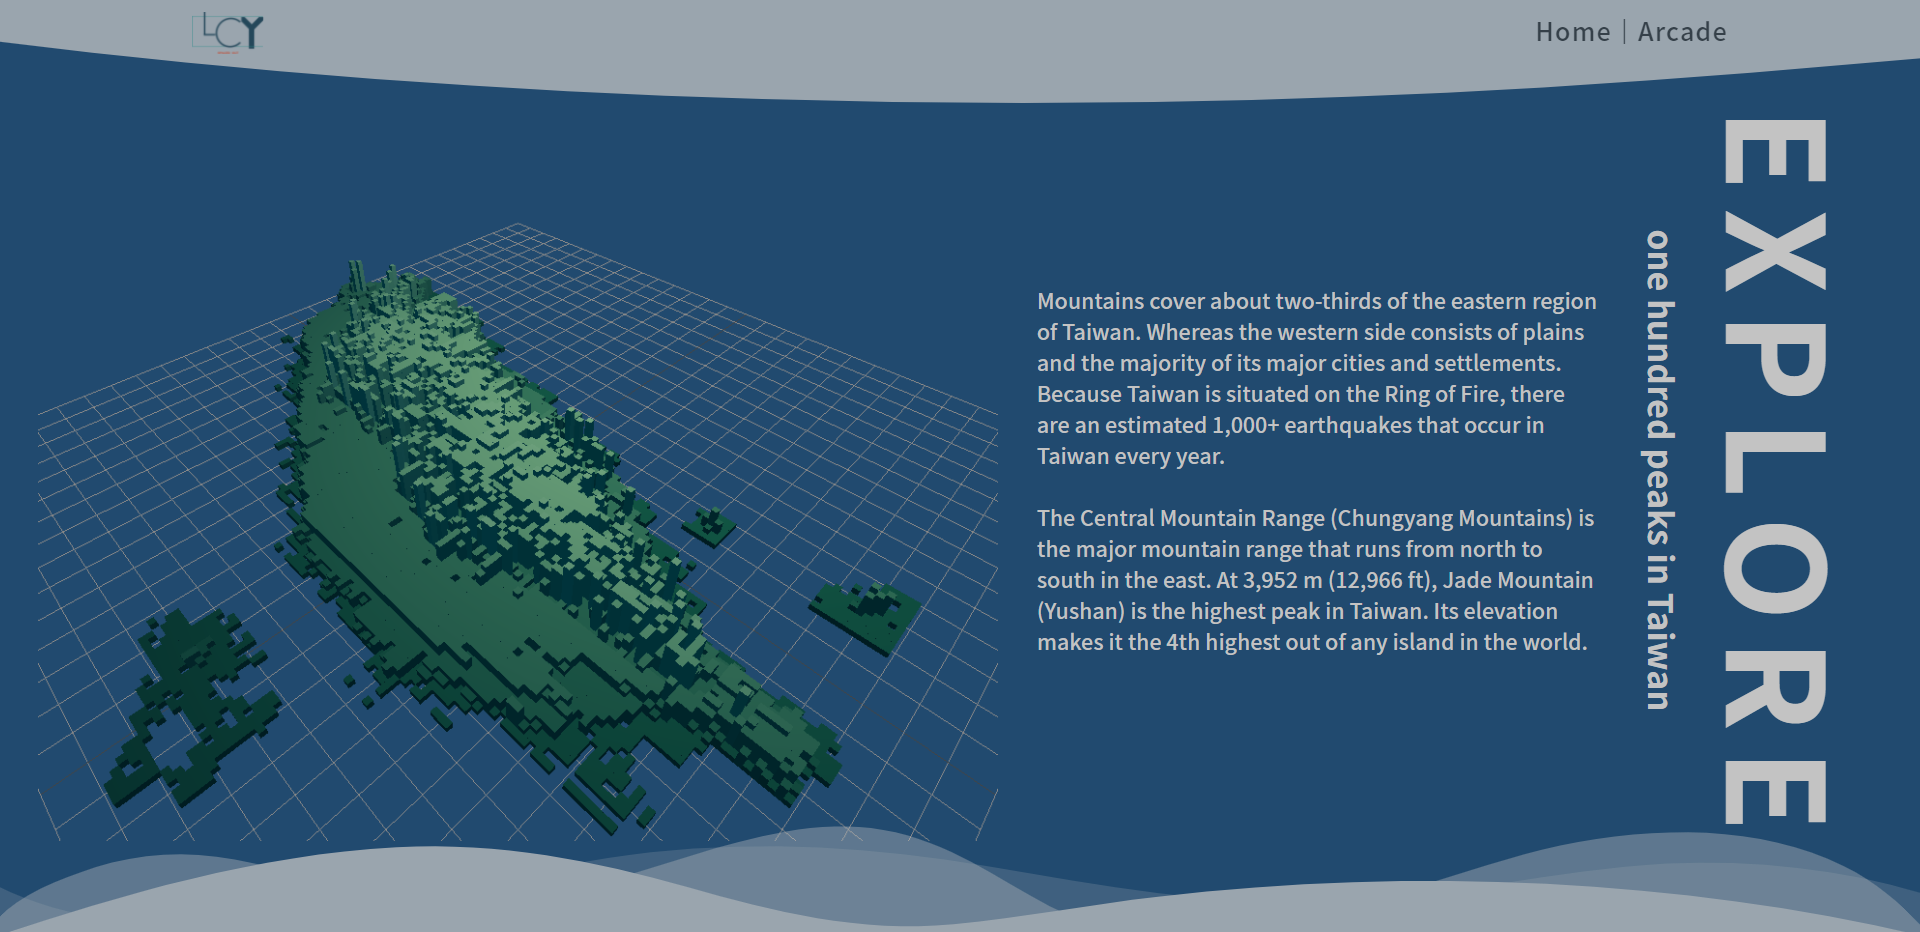 LCY
Home | Arcade
EXPLORE
one hundred peaks in Taiwan
Mountains cover about two-thirds of the eastern region
of Taiwan. Whereas the western side consists of plains
and the majority of its major cities and settlements.
Because Taiwan is situated on the Ring of Fire, there
are an estimated 1,000+ earthquakes that occur in
Taiwan every year.
The Central Mountain Range (Chungyang Mountains) is
the major mountain range that runs from north to
south in the east. At 3,952 m (12,966 ft), Jade Mountain
(Yushan) is the highest peak in Taiwan. Its elevation
makes it the 4th highest out of any island in the world.